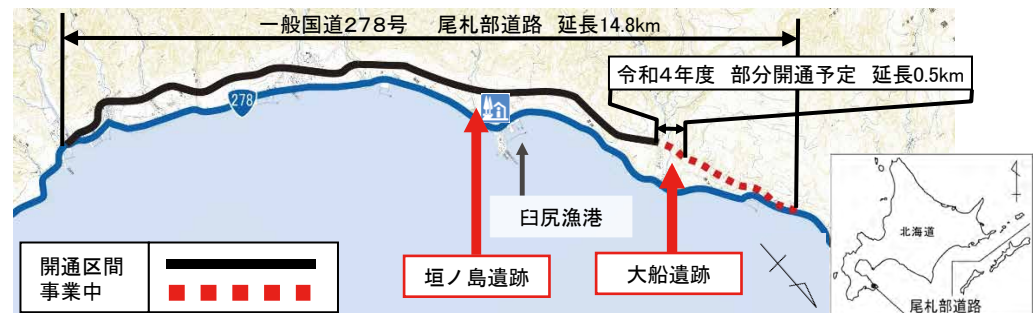 一般国道278号 尾札部道路 延長14.8km
令和4年度 部分開通予定 延長0.5km
278
臼尻漁港
垣ノ島遺跡
大船遺跡
開通区間
事業中
北海道
尾札部道路